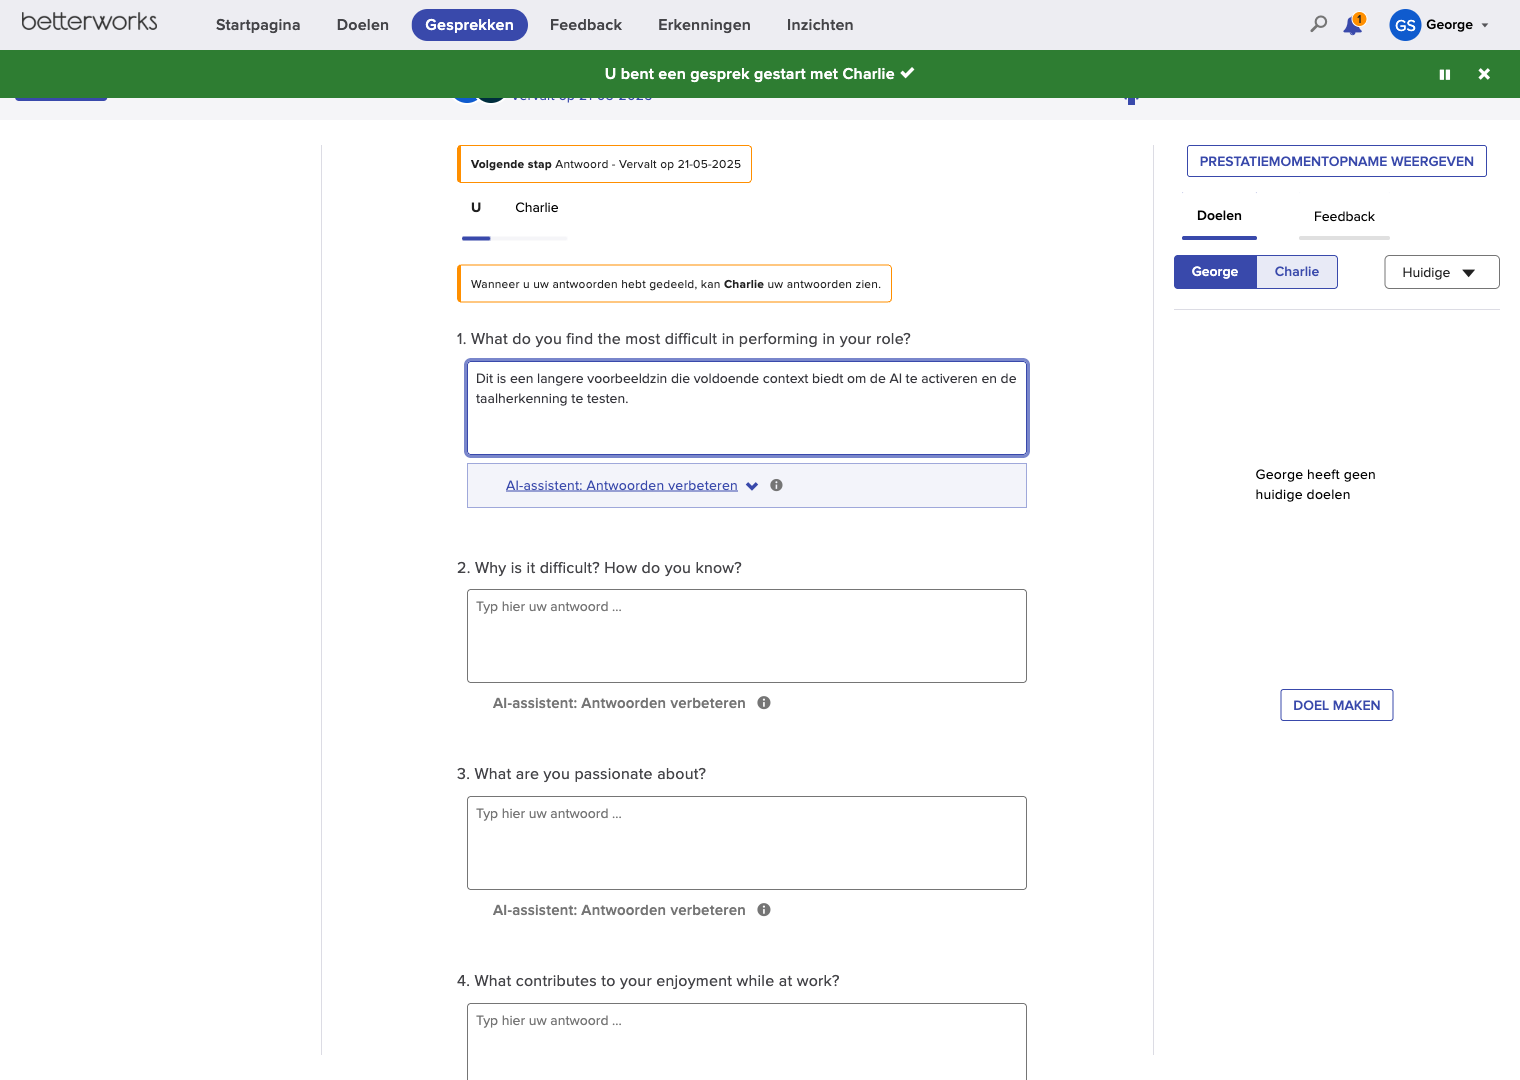 betterworks
Startpagina
Doelen
Gesprekken
Feedback
Erkenningen
Inzichten
1
GS
George
U bent een gesprek gestart met Charlie
Volgende stap Antwoord - Vervalt op 21-05-2025
U
Charlie
Wanneer u uw antwoorden hebt gedeeld, kan Charlie uw antwoorden zien.
1. What do you find the most difficult in performing in your role?
Dit is een langere voorbeeldzin die voldoende context biedt om de AI te activeren en de
taalherkenning te testen.
AI-assistent: Antwoorden verbeteren
2. Why is it difficult? How do you know?
Typ hier uw antwoord ...
AI-assistent: Antwoorden verbeteren
3. What are you passionate about?
Typ hier uw antwoord ...
AI-assistent: Antwoorden verbeteren
4. What contributes to your enjoyment while at work?
Typ hier uw antwoord ...
PRESTATIEMOMENTOPNAME WEERGEVEN
Doelen
Feedback
George
Charlie
Huidige
George heeft geen
huidige doelen
DOEL MAKEN